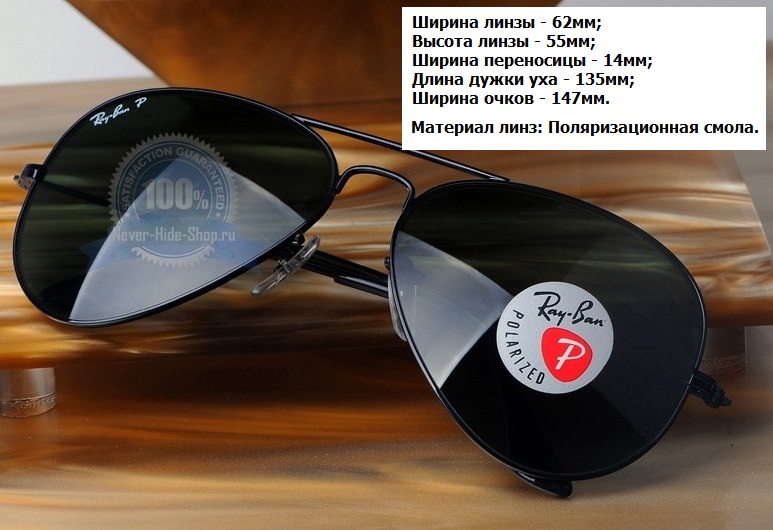 Ширина линзы - 62мм;
Высота линзы - 55мм;
Ширина переносицы - 14мм;
Длина дужки уха - 135мм;
Ширина очков - 147мм.
Материал линз: Поляризационная смола.
Ray-Ban P
SATISFACTION GUARANTEED
100%
Never-Hide-Shop.ru
Ray-Ban
P
POLARIZED